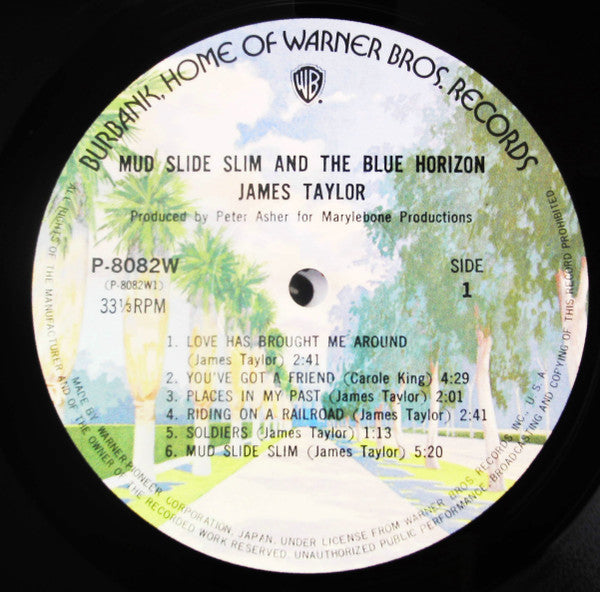 BURBANK, HOME OF WARNER BROS. RECORDS
WB
MUD SLIDE SLIM AND THE BLUE HORIZON
JAMES TAYLOR
Produced by Peter Asher for Marylebone Productions
P-8082W
(P-8082W1)
33⅓RPM
SIDE
1
1. LOVE HAS BROUGHT ME AROUND
(James Taylor) 2:41
2. YOU'VE GOT A FRIEND (Carole King) 4:29
3. PLACES IN MY PAST (James Taylor) 2:01
4. RIDING ON A RAILROAD (James Taylor) 2:41
5. SOLDIERS (James Taylor) 1:13
6. MUD SLIDE SLIM (James Taylor) 5:20
MADE BY WARNER-PIONEER CORPORATION, JAPAN, UNDER LICENSE FROM WARNER BROS. RECORDS INC., U.S.A.
ALL RIGHTS OF THE MANUFACTURER AND OF THE OWNER OF THE RECORDED WORK RESERVED. UNAUTHORIZED PUBLIC PERFORMANCE, BROADCASTING AND COPYING OF THIS RECORD PROHIBITED